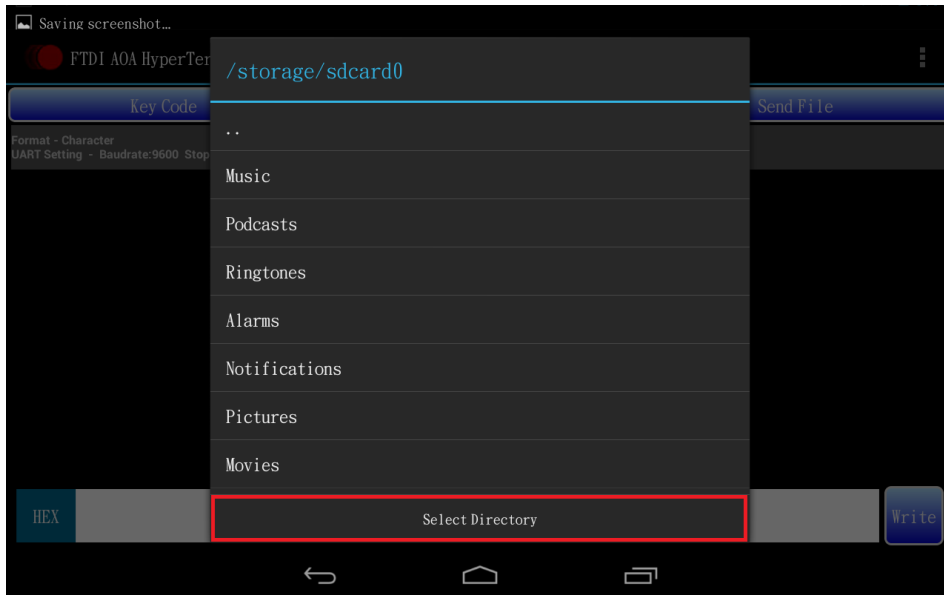 Saving screenshot…
FTDI AOA HyperTer
/storage/sdcard0
Key Code
Send File
..
Format - Character
UART Setting - Baudrate:9600 Stop
Music
Podcasts
Ringtones
Alarms
Notifications
Pictures
Movies
HEX
Select Directory
Write